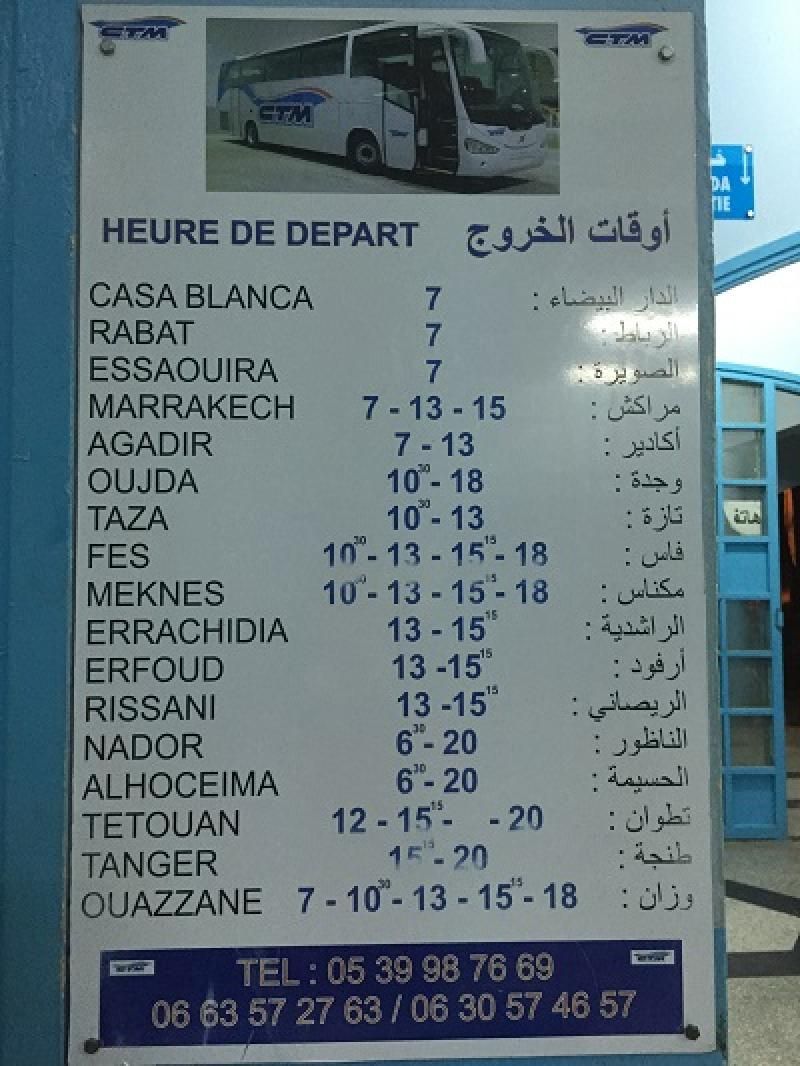 CTM
CTM
CTM
HEURE DE DEPART أوقات الخروج
CASA BLANCA 7 الدار البيضاء :
RABAT 7 الرباط :
ESSAOUIRA 7 الصويرة :
MARRAKECH 7 - 13 - 15 مراكش :
AGADIR 7 - 13 أكادير :
OUJDA 10³⁰ - 18 وجدة :
TAZA 10³⁰ - 13 تازة :
FES 10³⁰ - 13 - 15¹⁵ - 18 فاس :
MEKNES 10³⁰ - 13 - 15¹⁵ - 18 مكناس :
ERRACHIDIA 13 - 15¹⁵ الراشدية :
ERFOUD 13 -15¹⁵ أرفود :
RISSANI 13 -15¹⁵ الريصاني :
NADOR 6³⁰ - 20 الناظور :
ALHOCEIMA 6³⁰ - 20 الحسيمة :
TETOUAN 12 - 15¹⁵ - - 20 تطوان :
TANGER 15¹⁵ - 20 طنجة :
OUAZZANE 7 - 10³⁰ - 13 - 15¹⁵ - 18 وزان :
CTM
CTM
TEL : 05 39 98 76 69
06 63 57 27 63 / 06 30 57 46 57
هاتف